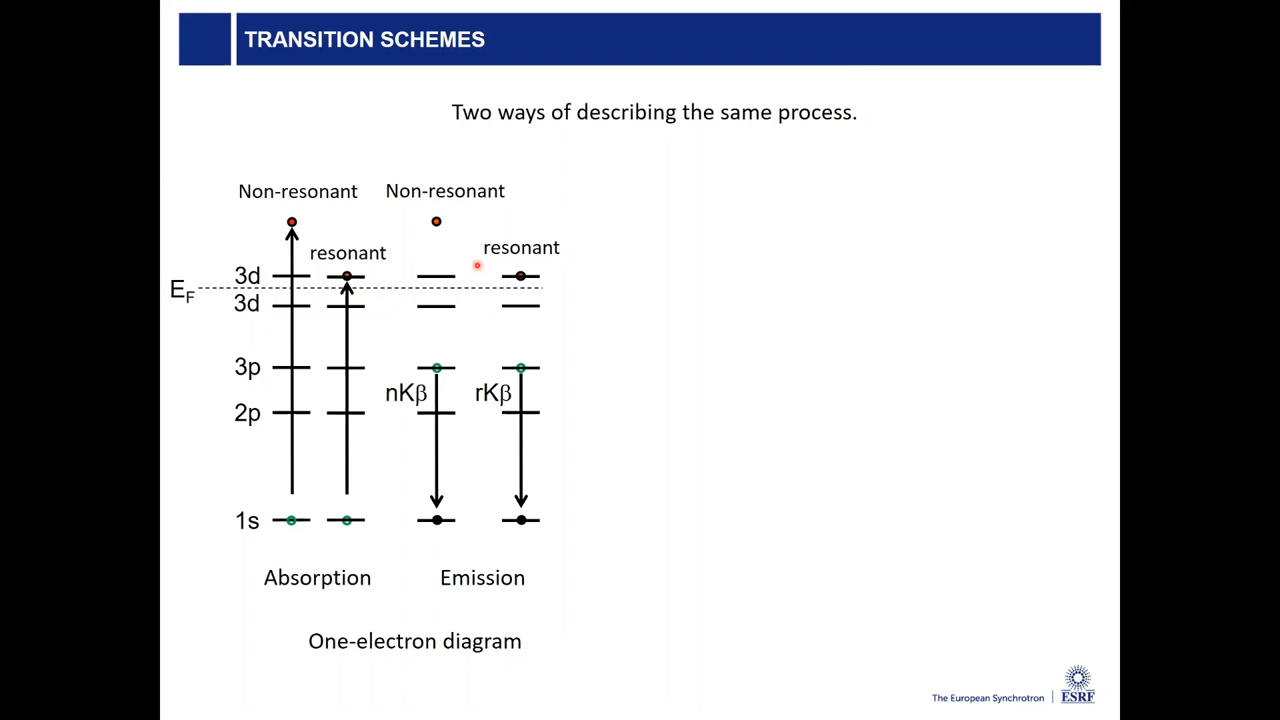 TRANSITION SCHEMES
Two ways of describing the same process.
Non-resonant Non-resonant
resonant resonant
3d
EF
3d
3p
nKβ rKβ
2p
1s
Absorption Emission
One-electron diagram
The European Synchrotron ESRF